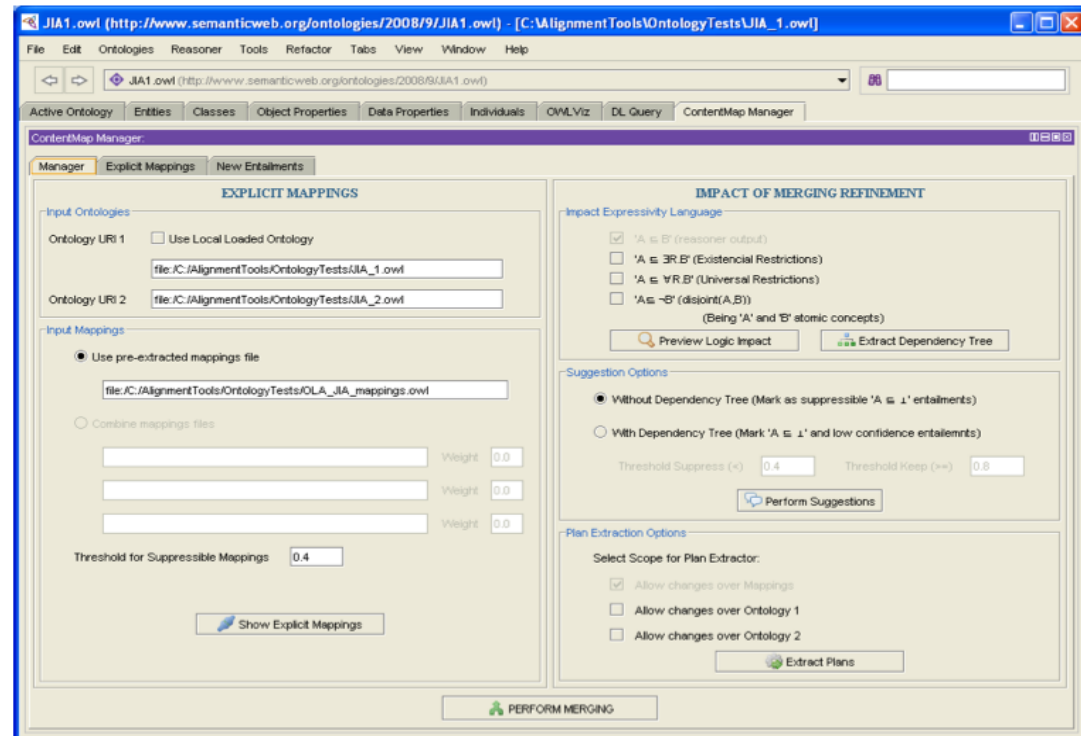 JIA1.owl (http://www.semanticweb.org/ontologies/2008/9/JIA1.owl) - [C:\AlignmentTools\OntologyTests\JIA_1.owl]
File Edit Ontologies Reasoner Tools Refactor Tabs View Window Help
JIA1.owl (http://www.semanticweb.org/ontologies/2008/9/JIA1.owl)
Active Ontology Entities Classes Object Properties Data Properties Individuals OWLViz DL Query ContentMap Manager
ContentMap Manager:
Manager Explicit Mappings New Entailments
EXPLICIT MAPPINGS
Input Ontologies
Ontology URI 1 Use Local Loaded Ontology
file:/C:/AlignmentTools/OntologyTests/JIA_1.owl
Ontology URI 2 file:/C:/AlignmentTools/OntologyTests/JIA_2.owl
Input Mappings
Use pre-extracted mappings file
file:/C:/AlignmentTools/OntologyTests/OLA_JIA_mappings.owl
Combine mappings files
Weight 0.0
Weight 0.0
Weight 0.0
Threshold for Suppressible Mappings 0.4
Show Explicit Mappings
IMPACT OF MERGING REFINEMENT
Impact Expressivity Language
'A ⊑ B' (reasoner output)
'A ⊑ ∃R.B' (Existencial Restrictions)
'A ⊑ ∀R.B' (Universal Restrictions)
'A⊑ ¬B' (disjoint(A,B))
(Being 'A' and 'B' atomic concepts)
Preview Logic Impact Extract Dependency Tree
Suggestion Options
Without Dependency Tree (Mark as suppressible 'A ⊑ ⊥' entailments)
With Dependency Tree (Mark 'A ⊑ ⊥' and low confidence entailemnts)
Threshold Suppress (<) 0.4 Threshold Keep (>=) 0.8
Perform Suggestions
Plan Extraction Options
Select Scope for Plan Extractor:
Allow changes over Mappings
Allow changes over Ontology 1
Allow changes over Ontology 2
Extract Plans
PERFORM MERGING